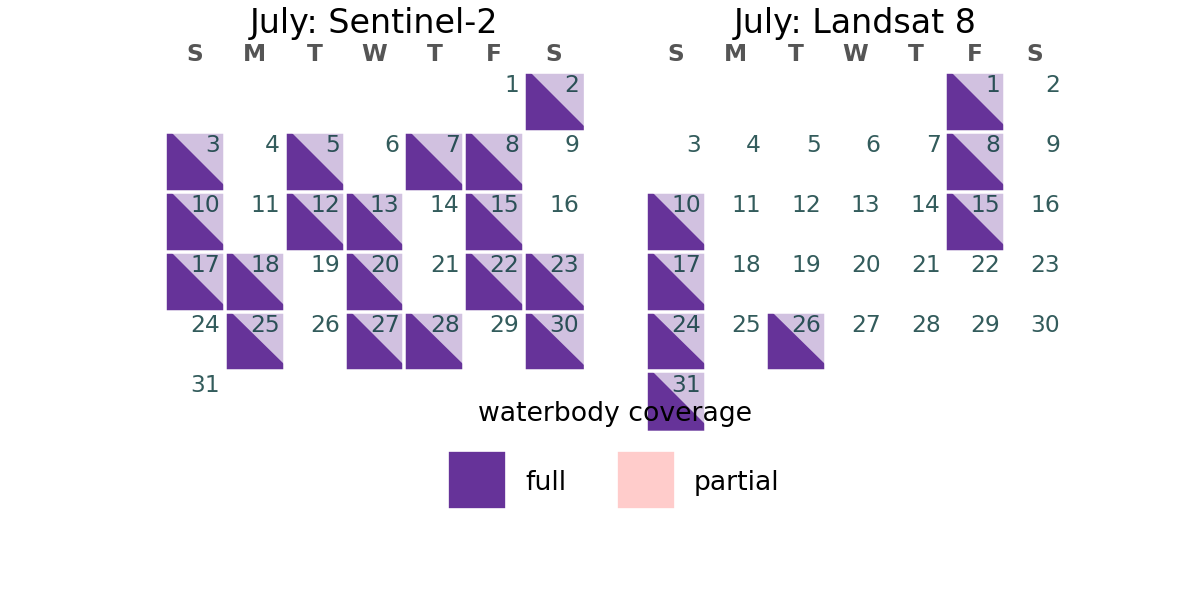 July: Sentinel-2
S M T W T F S
1 2
3 4 5 6 7 8 9
10 11 12 13 14 15 16
17 18 19 20 21 22 23
24 25 26 27 28 29 30
31
July: Landsat 8
S M T W T F S
1 2
3 4 5 6 7 8 9
10 11 12 13 14 15 16
17 18 19 20 21 22 23
24 25 26 27 28 29 30
31
waterbody coverage
full partial